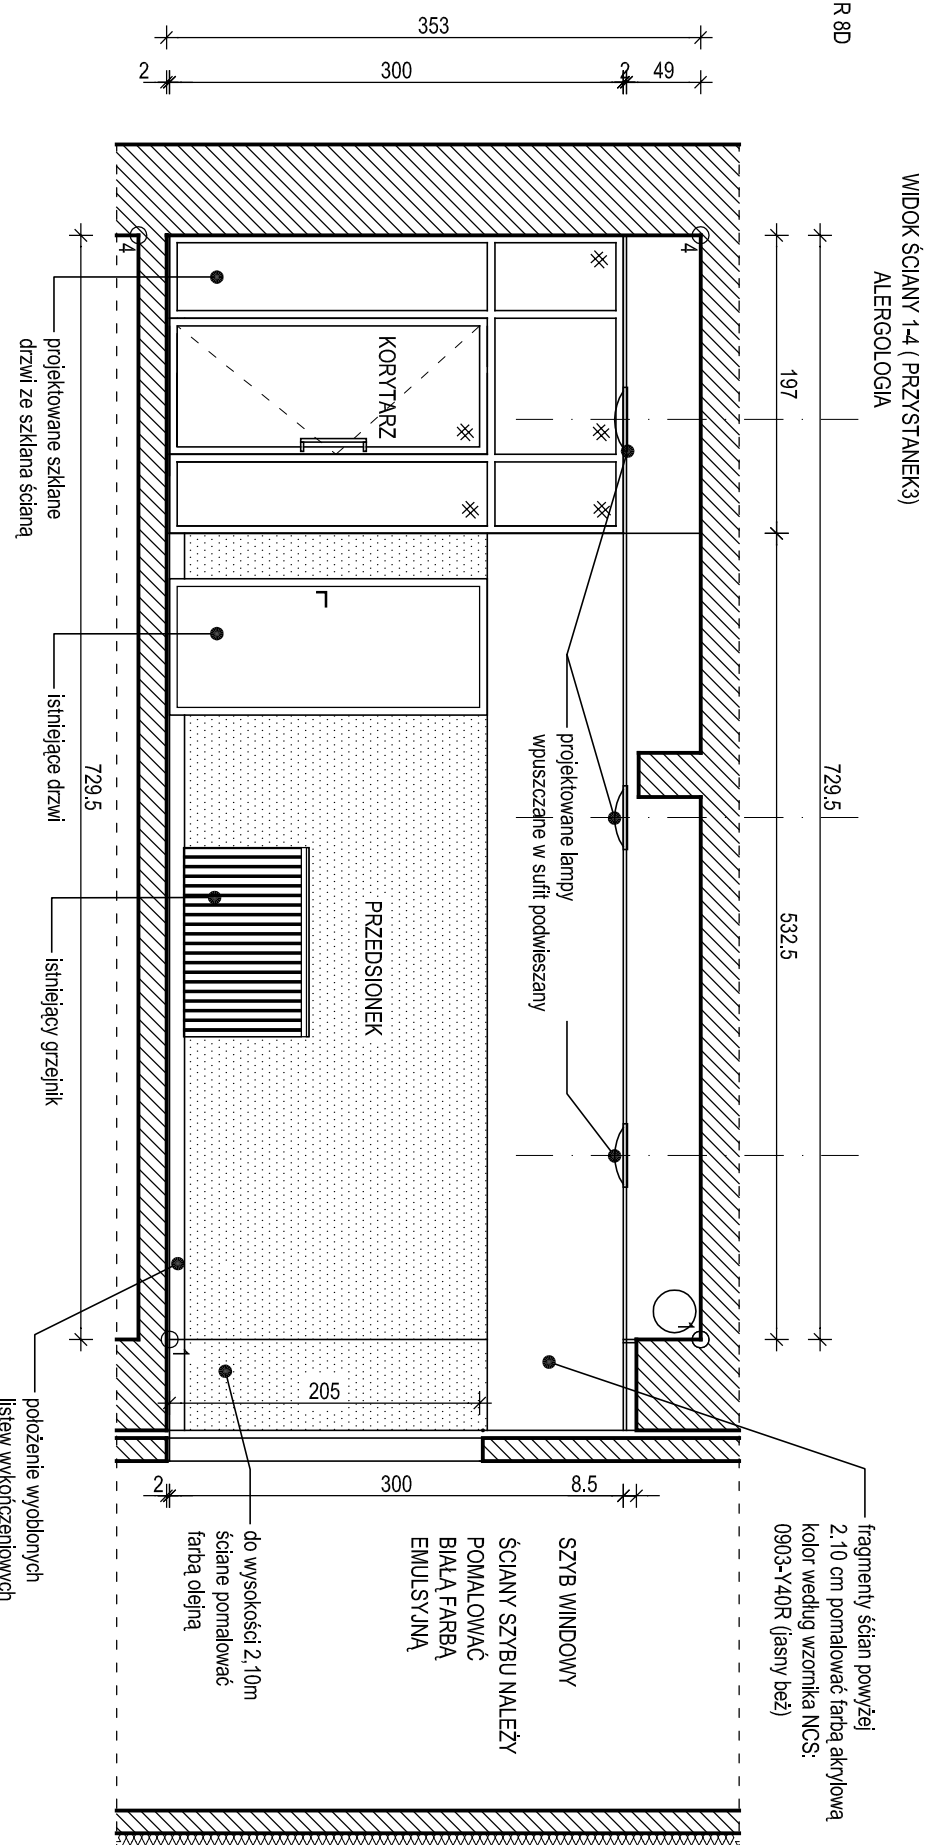 R 8D
WIDOK ŚCIANY 1-4 ( PRZYSTANEK3)
ALERGOLOGIA
353
2
300
2
49
729.5
197
532.5
4
4
1
1
KORYTARZ
PRZEDSIONEK
projektowane lampy
wpuszczane w sufit podwieszany
205
729.5
projektowane szklane
drzwi ze szklana ścianą
istniejące drzwi
istniejący grzejnik
położenie wyoblonych
listew wykończeniowych
fragmenty ścian powyżej
2.10 cm pomalować farbą akrylową
kolor według wzornika NCS:
0903-Y40R (jasny beż)
2
300
8.5
SZYB WINDOWY
ŚCIANY SZYBU NALEŻY
POMALOWAĆ
BIAŁĄ FARBĄ
EMULSYJNĄ
do wysokości 2,10m
ściane pomalować
farbą olejną